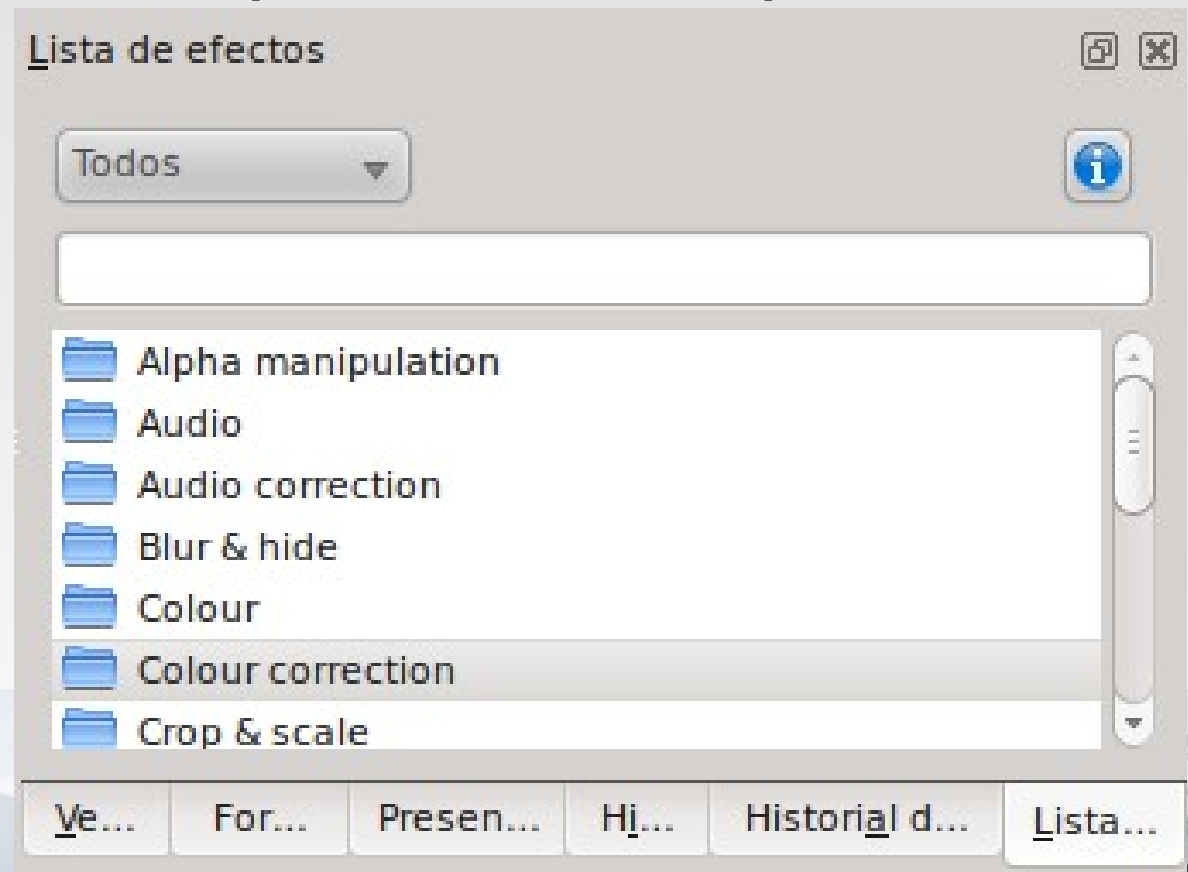 Lista de efectos
Todos
Alpha manipulation
Audio
Audio correction
Blur & hide
Colour
Colour correction
Crop & scale
Ve... For... Presen... Hi... Historial d... Lista...